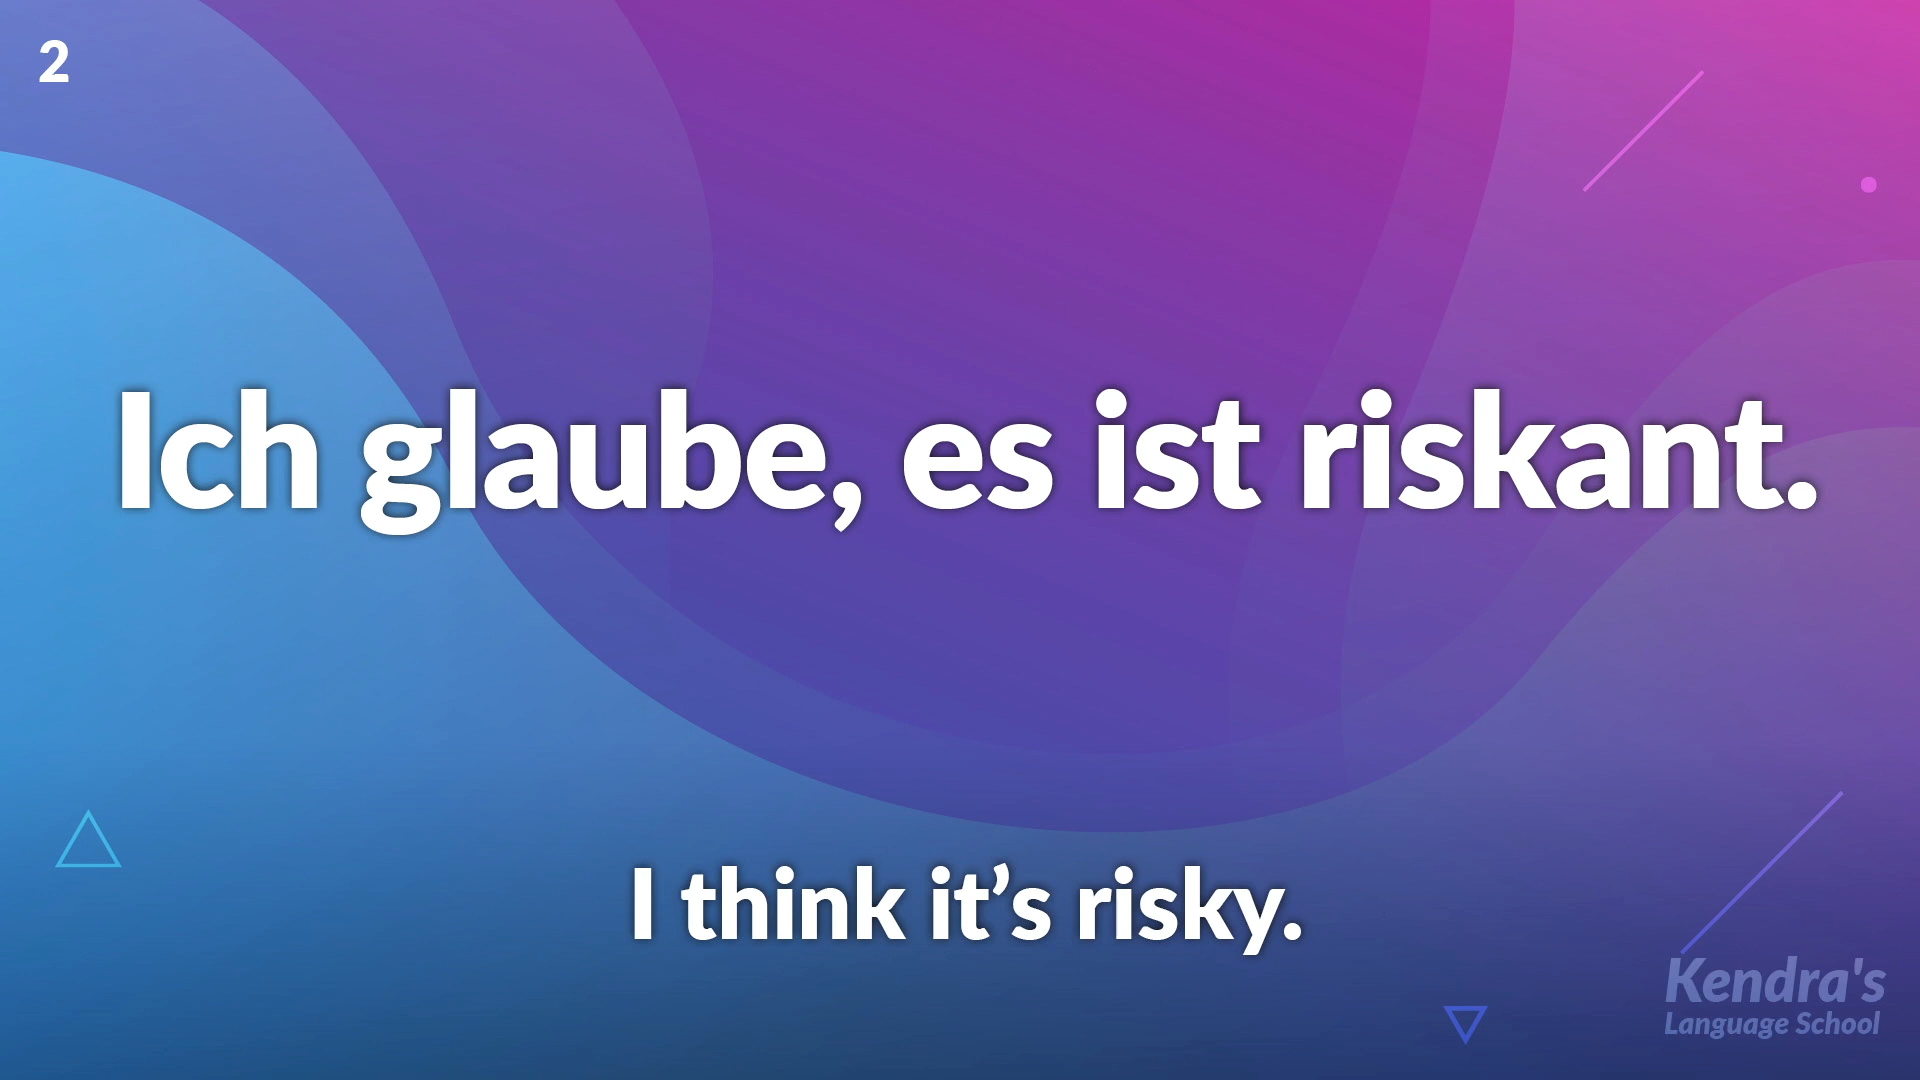 2
Ich glaube, es ist riskant.
I think it’s risky.
Kendra's
Language School